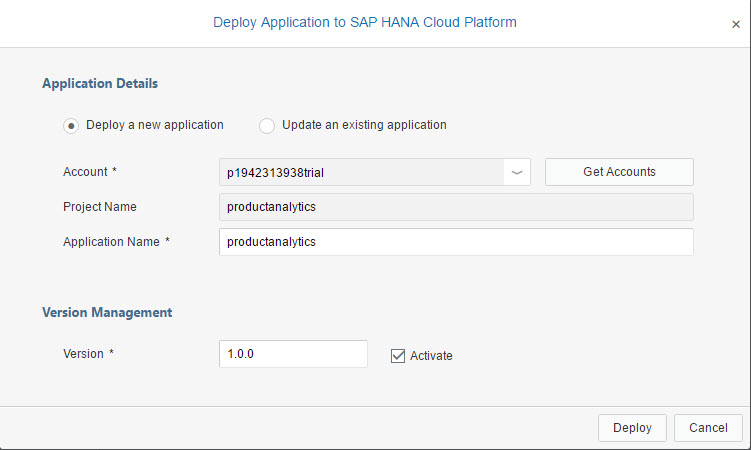 Deploy Application to SAP HANA Cloud Platform
Application Details
Deploy a new application Update an existing application
Account * p1942313938trial Get Accounts
Project Name productanalytics
Application Name * productanalytics
Version Management
Version * 1.0.0 Activate
Deploy Cancel